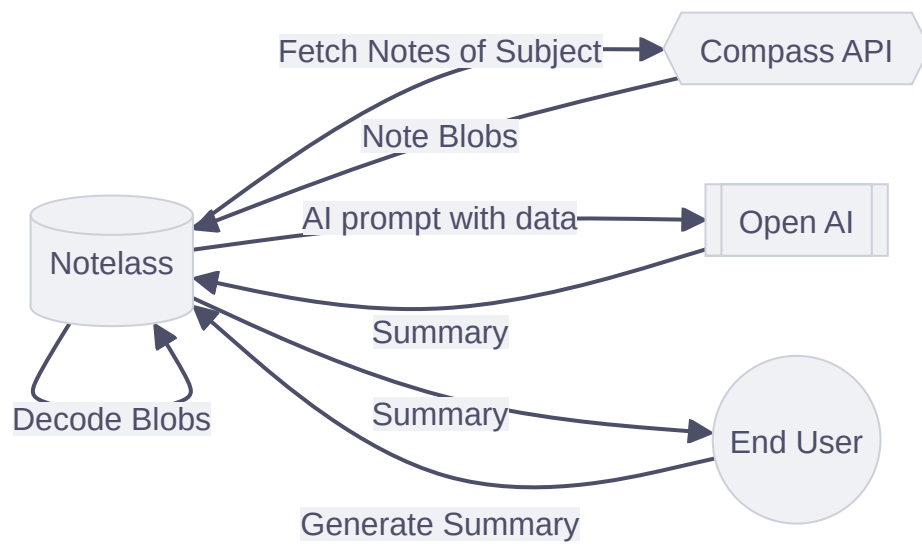 Fetch Notes of Subject
Compass API
Note Blobs
AI prompt with data
Open AI
Notelass
Summary
Decode Blobs
Summary
End User
Generate Summary